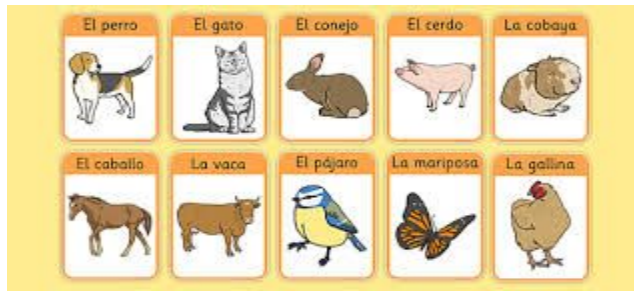 El perro
El gato
El conejo
El cerdo
La cobaya
El caballo
La vaca
El pájaro
La mariposa
La gallina